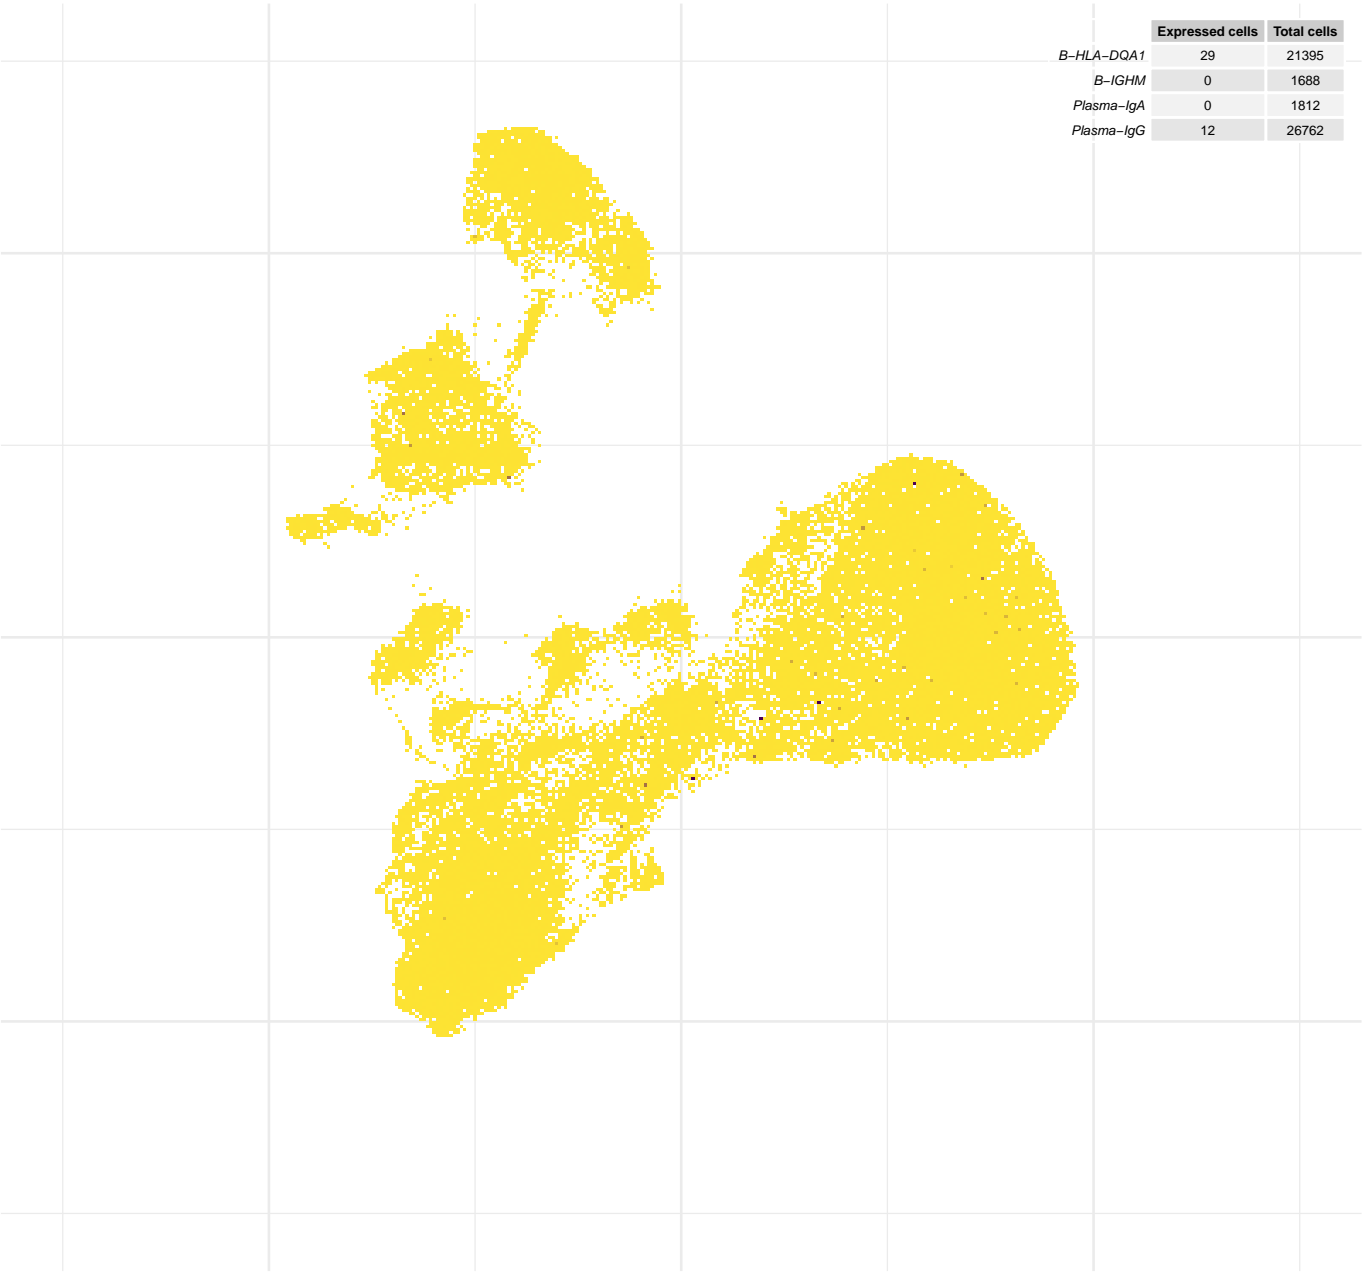 Expressed cells Total cells
B−HLA−DQA1 29 21395
B−IGHM 0 1688
Plasma−IgA 0 1812
Plasma−IgG 12 26762